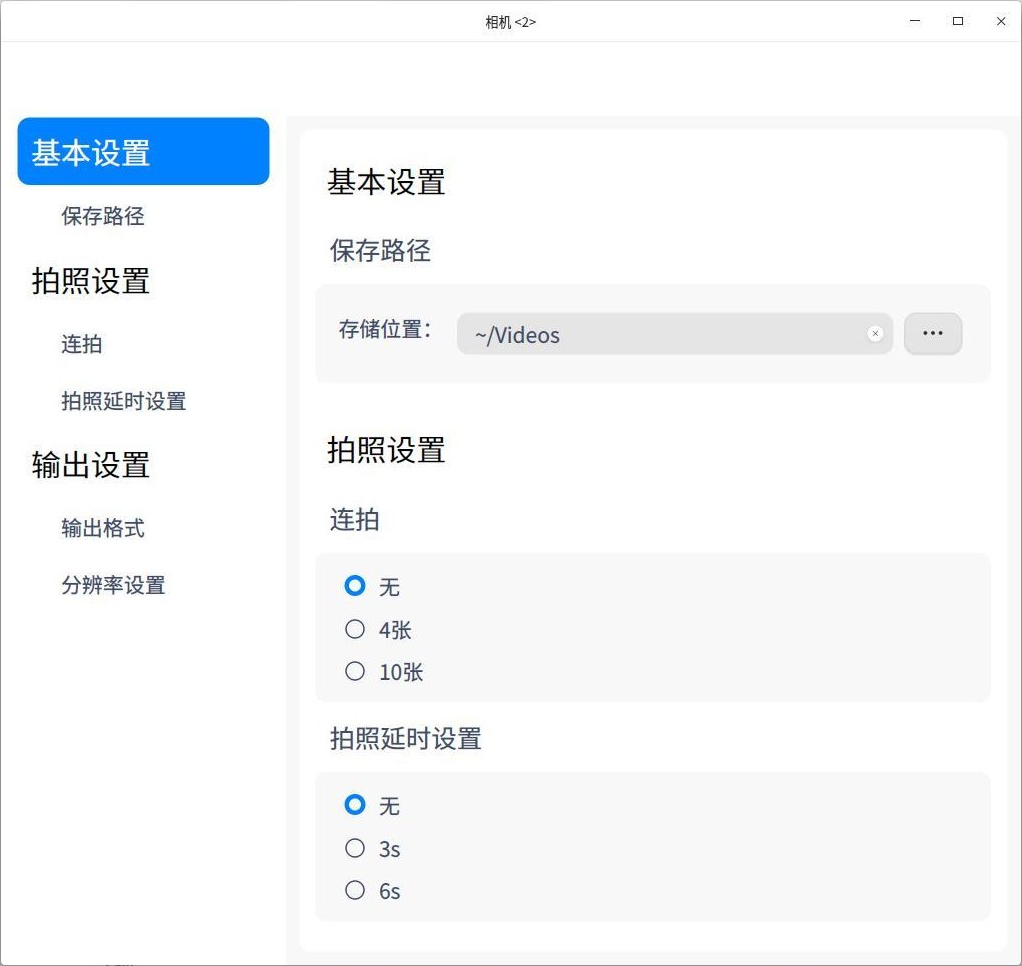 相机 <2>
基本设置
保存路径
拍照设置
连拍
拍照延时设置
输出设置
输出格式
分辨率设置
基本设置
保存路径
存储位置：
~/Videos
拍照设置
连拍
无
4张
10张
拍照延时设置
无
3s
6s